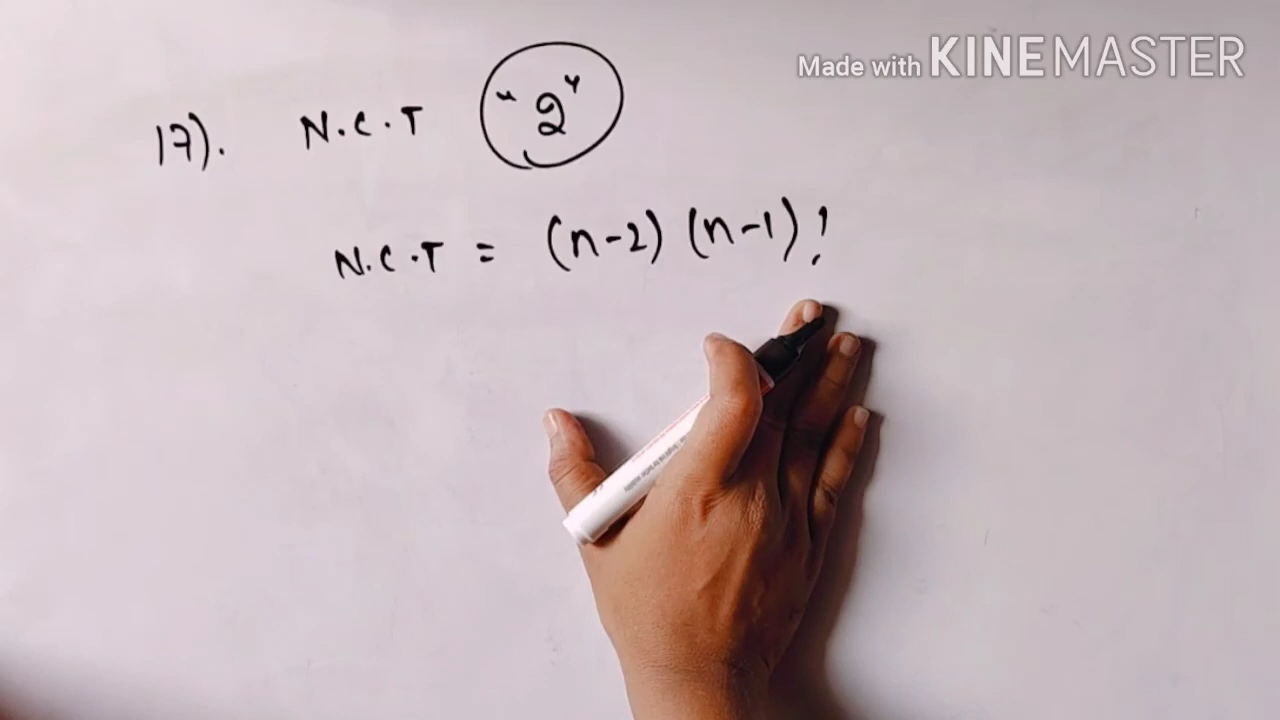 Made with KINEMASTER
17). N.C.T "2"
N.C.T = (n-2) (n-1)!